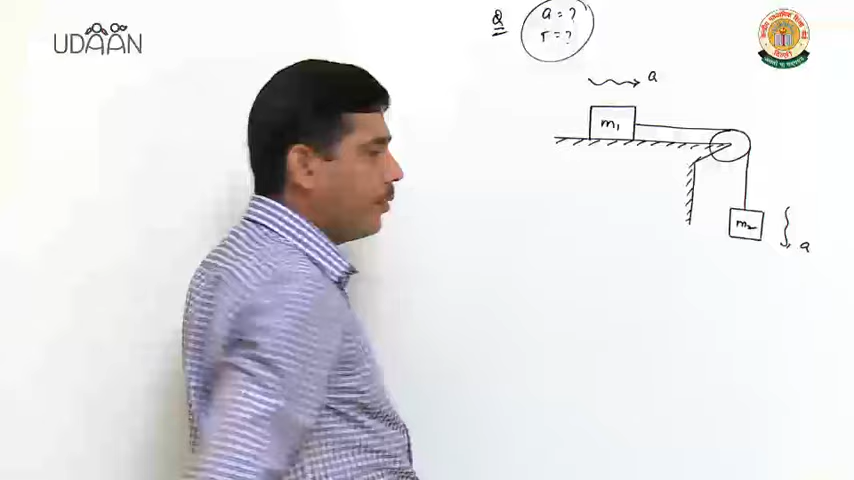 UDAAN
Q
a = ?
T = ?
a
m1
m2
a